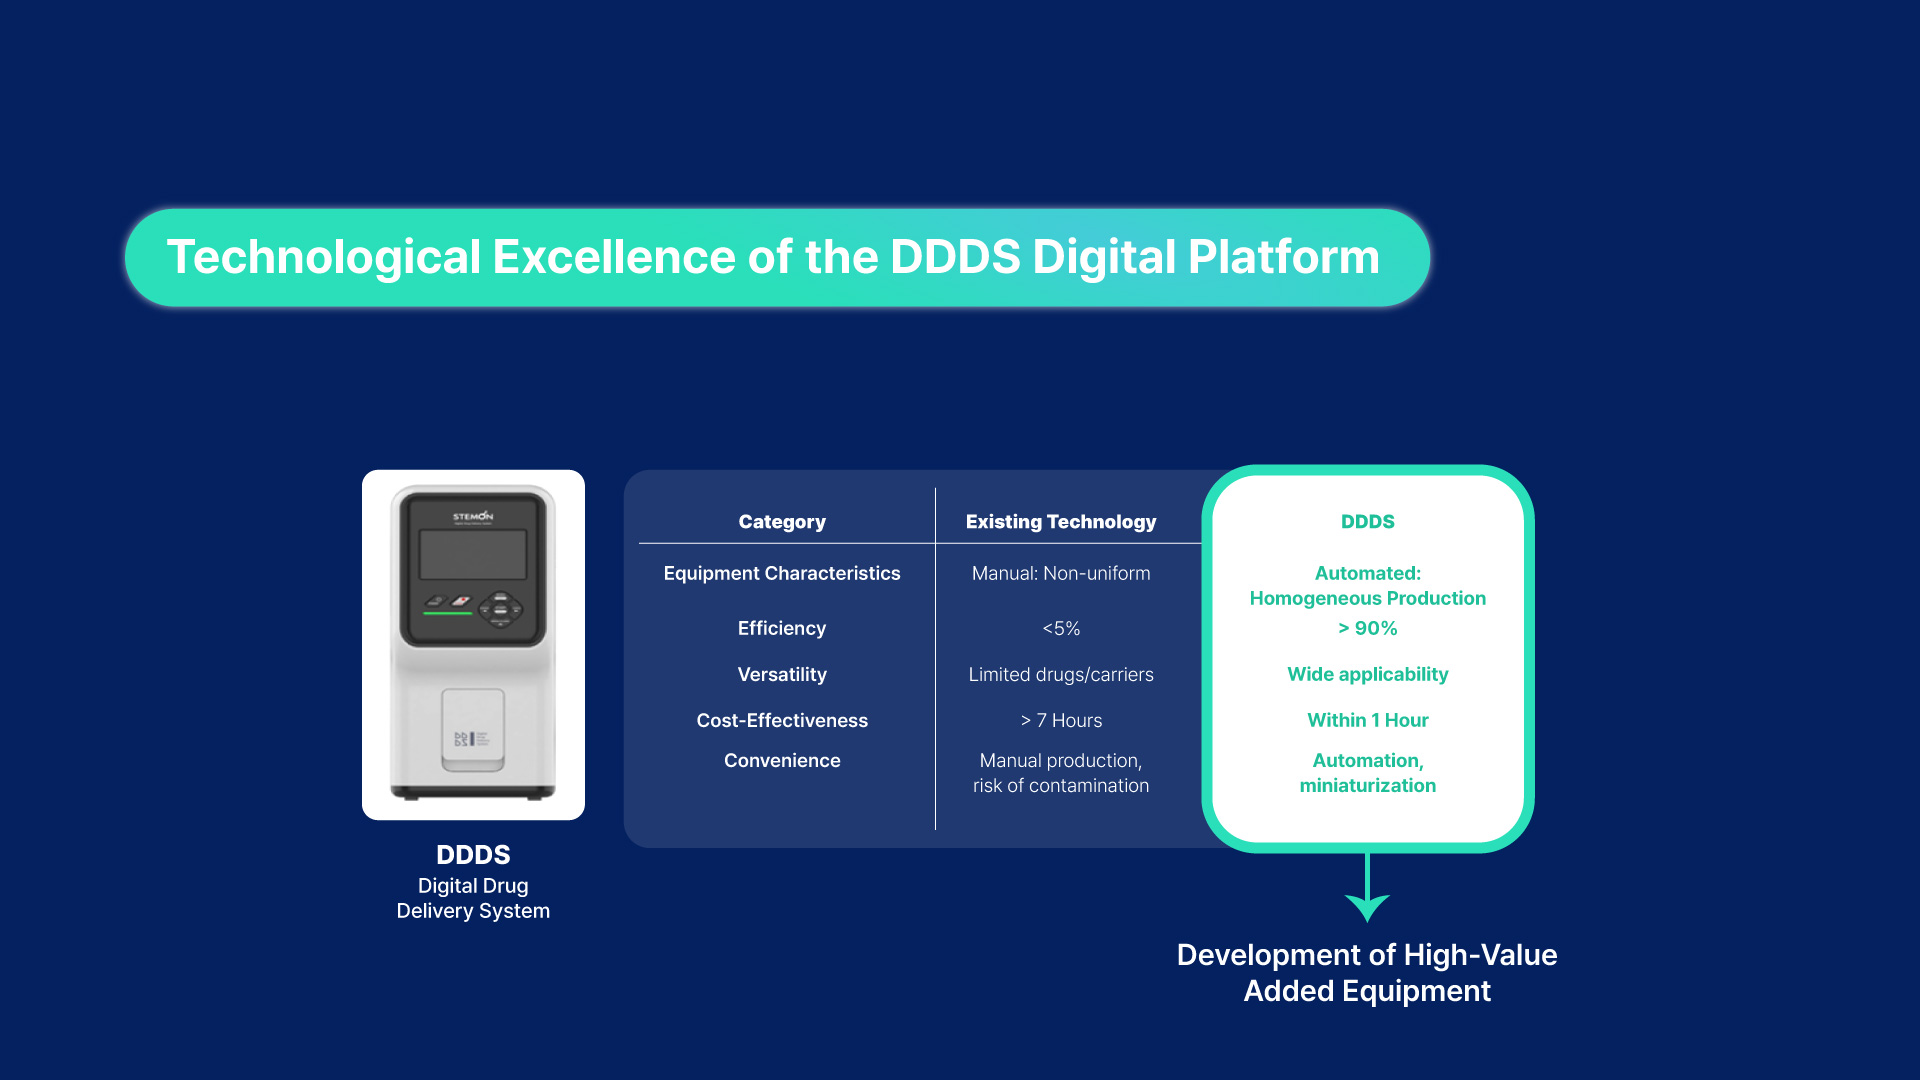 Technological Excellence of the DDDS Digital Platform
STEMON
DDDS
Digital Drug
Delivery System
Category
Existing Technology
DDDS
Equipment Characteristics
Manual: Non-uniform
Automated:
Homogeneous Production
Efficiency
<5%
> 90%
Versatility
Limited drugs/carriers
Wide applicability
Cost-Effectiveness
> 7 Hours
Within 1 Hour
Convenience
Manual production,
risk of contamination
Automation,
miniaturization
Development of High-Value
Added Equipment